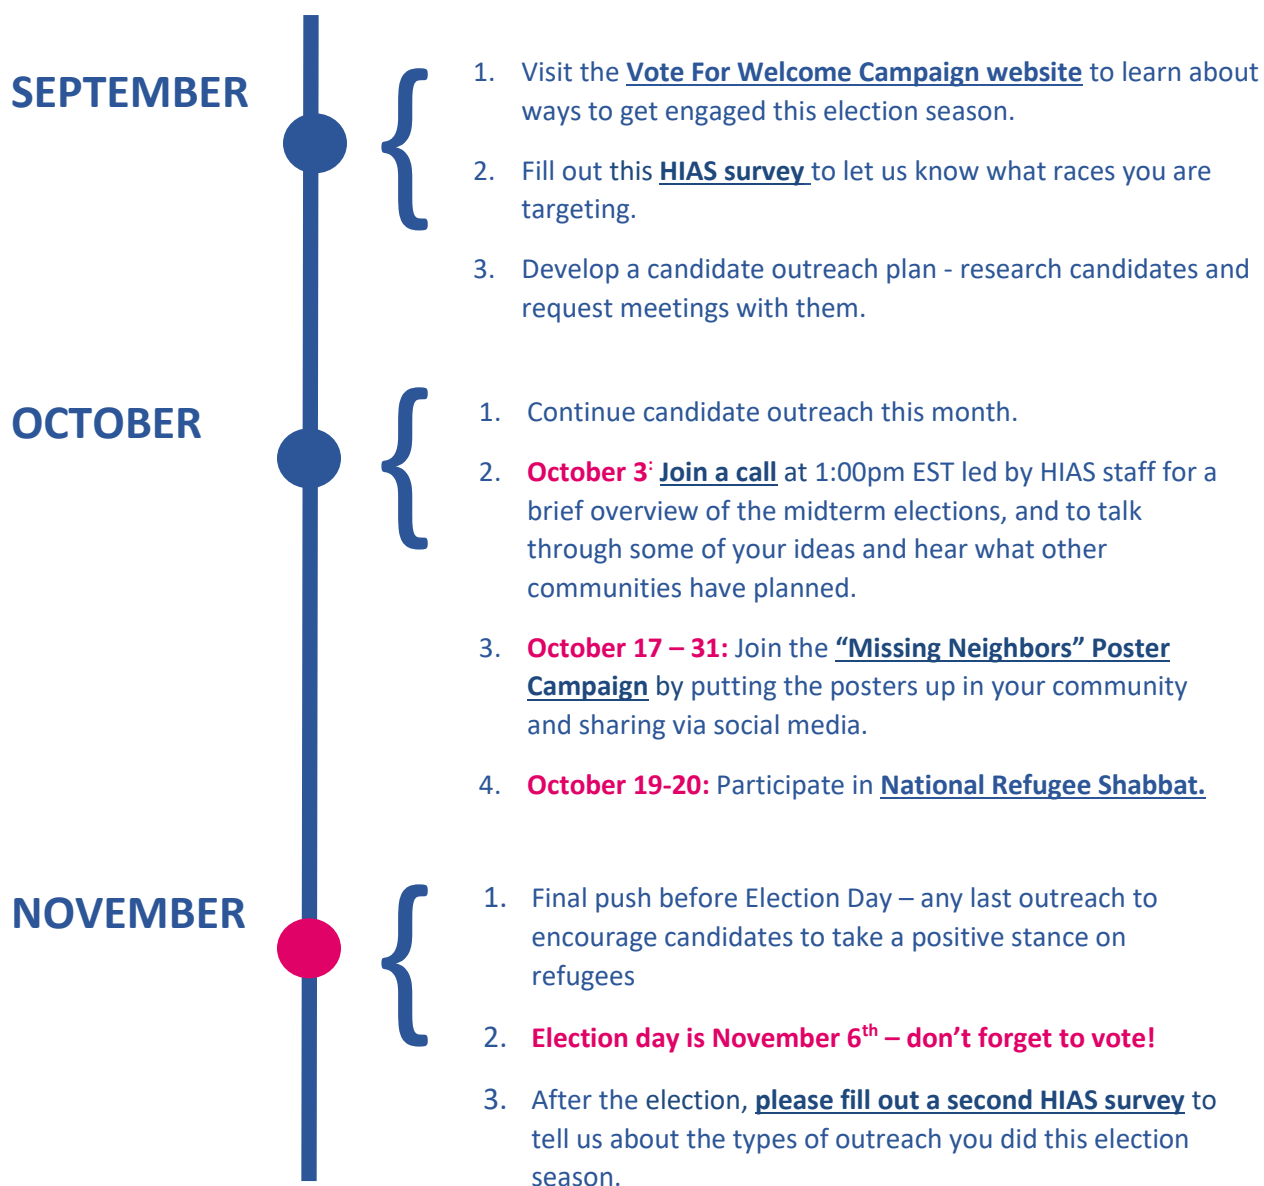 SEPTEMBER
1. Visit the Vote For Welcome Campaign website to learn about
ways to get engaged this election season.
2. Fill out this HIAS survey to let us know what races you are
targeting.
3. Develop a candidate outreach plan - research candidates and
request meetings with them.
OCTOBER
1. Continue candidate outreach this month.
2. October 3: Join a call at 1:00pm EST led by HIAS staff for a
brief overview of the midterm elections, and to talk
through some of your ideas and hear what other
communities have planned.
3. October 17 – 31: Join the “Missing Neighbors” Poster
Campaign by putting the posters up in your community
and sharing via social media.
4. October 19-20: Participate in National Refugee Shabbat.
NOVEMBER
1. Final push before Election Day – any last outreach to
encourage candidates to take a positive stance on
refugees
2. Election day is November 6th – don’t forget to vote!
3. After the election, please fill out a second HIAS survey to
tell us about the types of outreach you did this election
season.